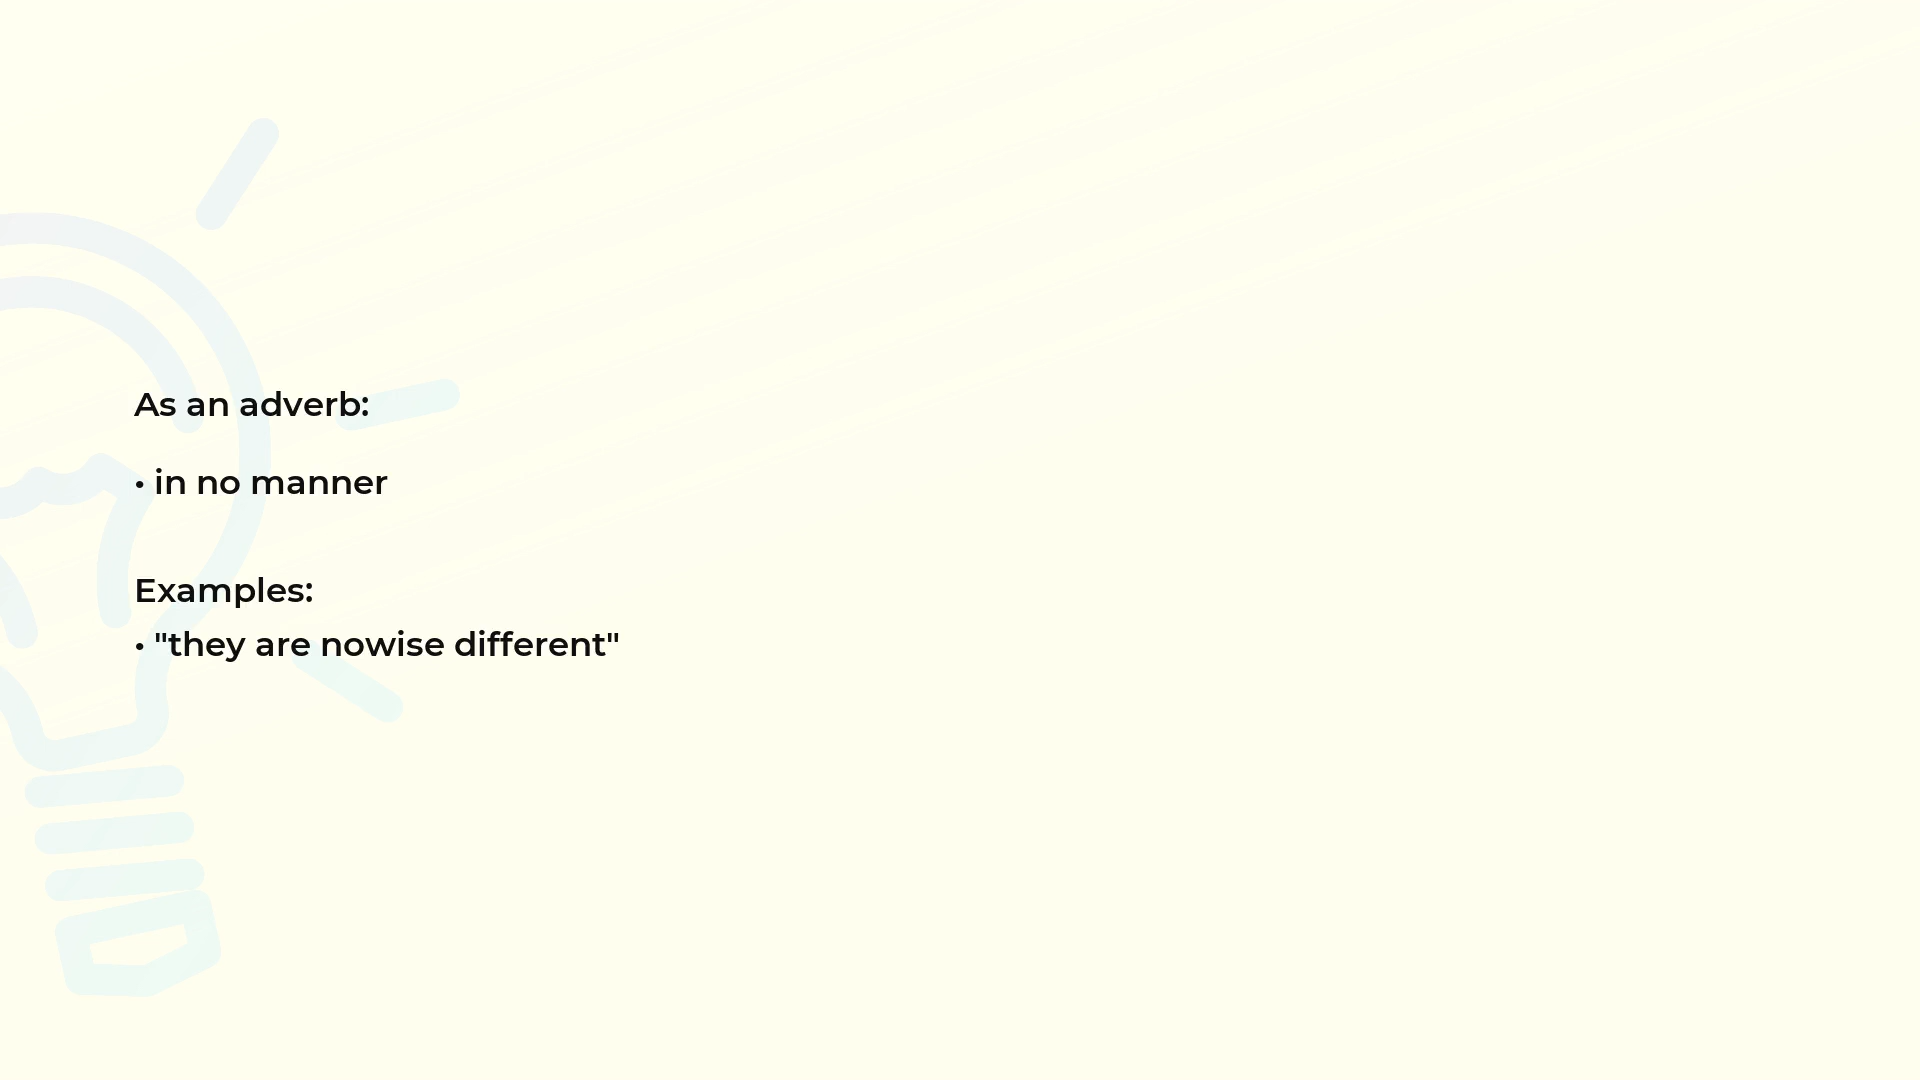 As an adverb:
• in no manner
Examples:
• "they are nowise different"